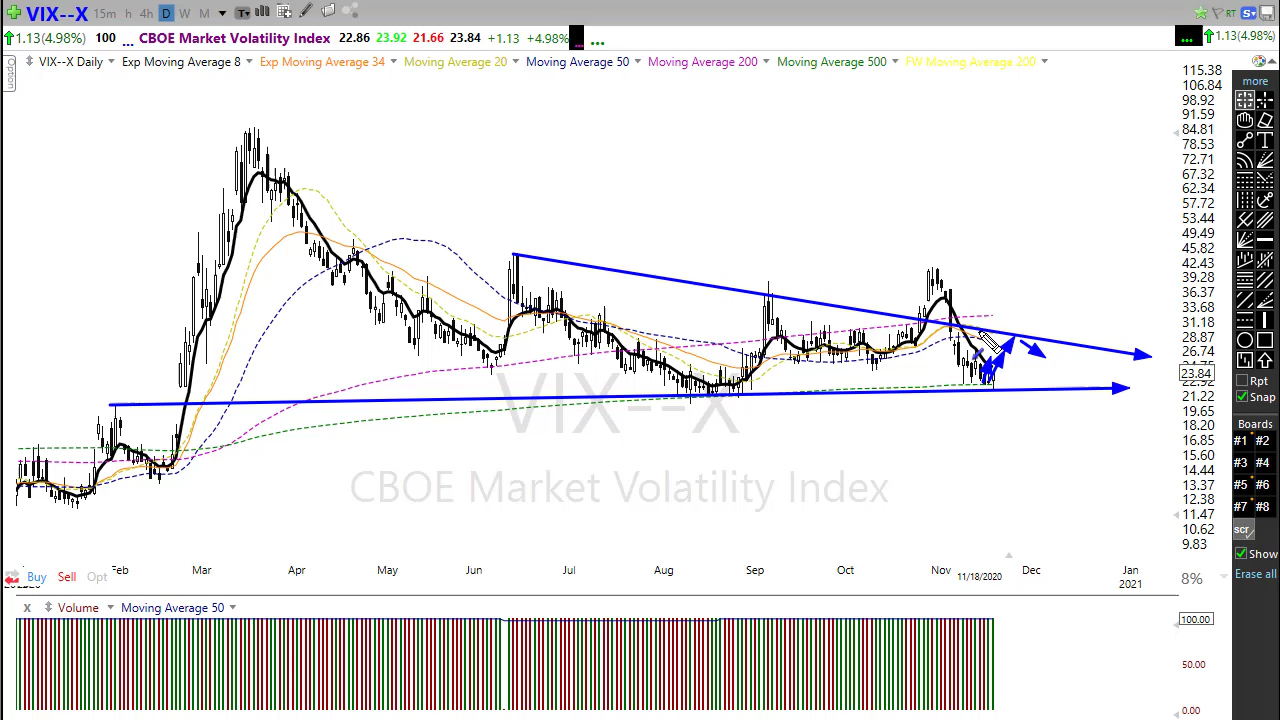 VIX--X 15m h 4h D W M T RT S
1.13(4.98%) 100 ... CBOE Market Volatility Index 22.86 23.92 21.66 23.84 +1.13 +4.98% ... ... 1.13(4.98%)
Option VIX--X Daily Exp Moving Average 8 Exp Moving Average 34 Moving Average 20 Moving Average 50 Moving Average 200 Moving Average 500 FW Moving Average 200
more
115.38
106.84
98.92
91.59
84.81
78.53
72.71
67.32
62.34
57.72
53.44
49.49
45.82
42.43
39.28
36.37
33.68
31.18
28.87
26.74
23.84
22.92
21.22
19.65
18.20
16.85
15.60
14.44
13.37
12.38
11.47
10.62
9.83
Rpt
Snap
Boards
#1 #2
#3 #4
#5 #6
#7 #8
scr
Show
Erase all
VIX--X
CBOE Market Volatility Index
Feb Mar Apr May Jun Jul Aug Sep Oct Nov 11/18/2020 Dec Jan
2021
Buy Sell Opt 8%
x Volume Moving Average 50
100.00
50.00
0.00